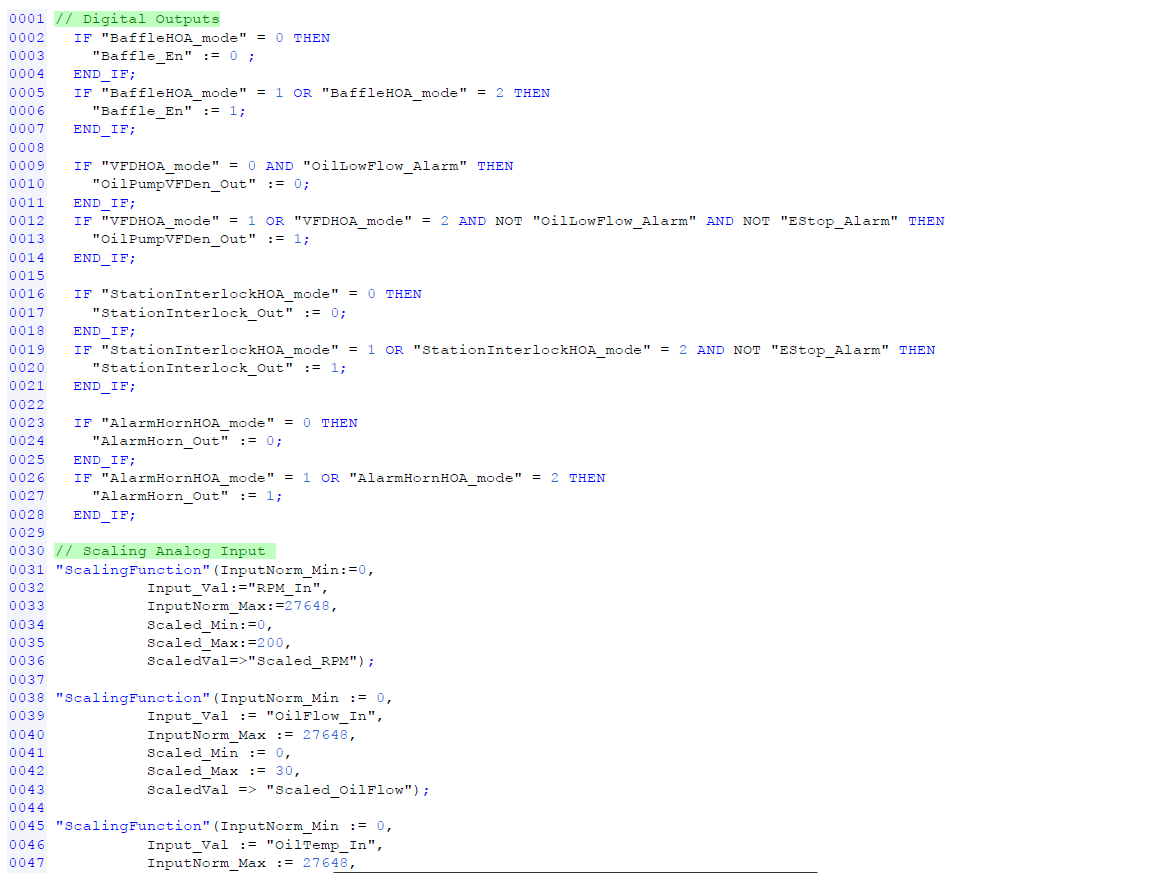 0001 // Digital Outputs
0002 IF "BaffleHOA_mode" = 0 THEN
0003 "Baffle_En" := 0 ;
0004 END_IF;
0005 IF "BaffleHOA_mode" = 1 OR "BaffleHOA_mode" = 2 THEN
0006 "Baffle_En" := 1;
0007 END_IF;
0008
0009 IF "VFDHOA_mode" = 0 AND "OilLowFlow_Alarm" THEN
0010 "OilPumpVFDen_Out" := 0;
0011 END_IF;
0012 IF "VFDHOA_mode" = 1 OR "VFDHOA_mode" = 2 AND NOT "OilLowFlow_Alarm" AND NOT "EStop_Alarm" THEN
0013 "OilPumpVFDen_Out" := 1;
0014 END_IF;
0015
0016 IF "StationInterlockHOA_mode" = 0 THEN
0017 "StationInterlock_Out" := 0;
0018 END_IF;
0019 IF "StationInterlockHOA_mode" = 1 OR "StationInterlockHOA_mode" = 2 AND NOT "EStop_Alarm" THEN
0020 "StationInterlock_Out" := 1;
0021 END_IF;
0022
0023 IF "AlarmHornHOA_mode" = 0 THEN
0024 "AlarmHorn_Out" := 0;
0025 END_IF;
0026 IF "AlarmHornHOA_mode" = 1 OR "AlarmHornHOA_mode" = 2 THEN
0027 "AlarmHorn_Out" := 1;
0028 END_IF;
0029
0030 // Scaling Analog Input
0031 "ScalingFunction"(InputNorm_Min:=0,
0032 Input_Val:="RPM_In",
0033 InputNorm_Max:=27648,
0034 Scaled_Min:=0,
0035 Scaled_Max:=200,
0036 ScaledVal=>"Scaled_RPM");
0037
0038 "ScalingFunction"(InputNorm_Min := 0,
0039 Input_Val := "OilFlow_In",
0040 InputNorm_Max := 27648,
0041 Scaled_Min := 0,
0042 Scaled_Max := 30,
0043 ScaledVal => "Scaled_OilFlow");
0044
0045 "ScalingFunction"(InputNorm_Min := 0,
0046 Input_Val := "OilTemp_In",
0047 InputNorm_Max := 27648,